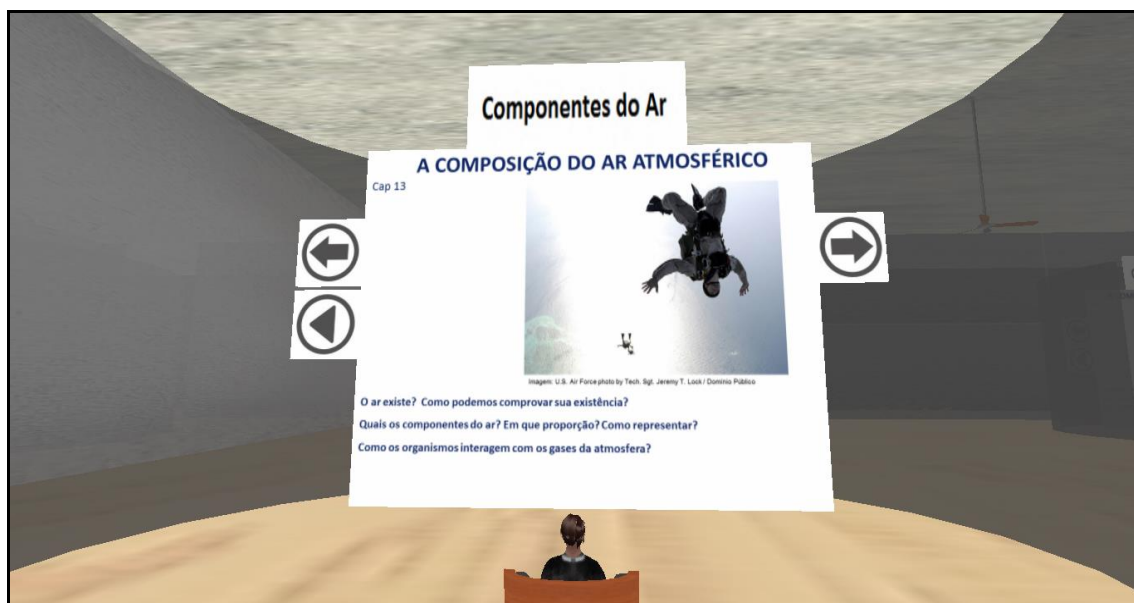 Componentes do Ar
A COMPOSIÇÃO DO AR ATMOSFÉRICO
Cap 13
Imagem: U.S. Air Force photo by Tech. Sgt. Jeremy T. Lock / Domínio Público
O ar existe? Como podemos comprovar sua existência?
Quais os componentes do ar? Em que proporção? Como representar?
Como os organismos interagem com os gases da atmosfera?